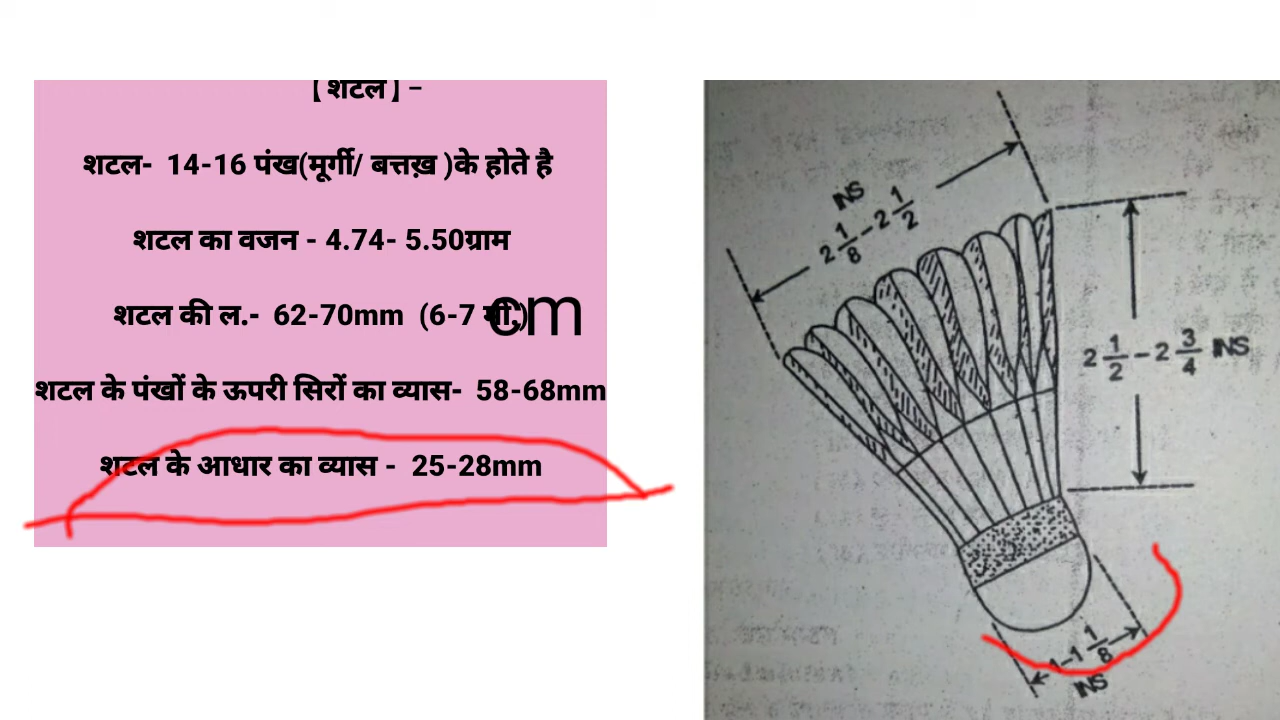 [ शटल ] –
शटल- 14-16 पंख(मूर्गी/ बत्तख़ )के होते है
शटल का वजन - 4.74- 5.50ग्राम
शटल की ल.- 62-70mm (6-7 मी.)
cm
शटल के पंखों के ऊपरी सिरों का व्यास- 58-68mm
शटल के आधार का व्यास - 25-28mm
INS
2 1/8 – 2 1/2
2 1/2 – 2 3/4 INS
1–1 1/8
INS